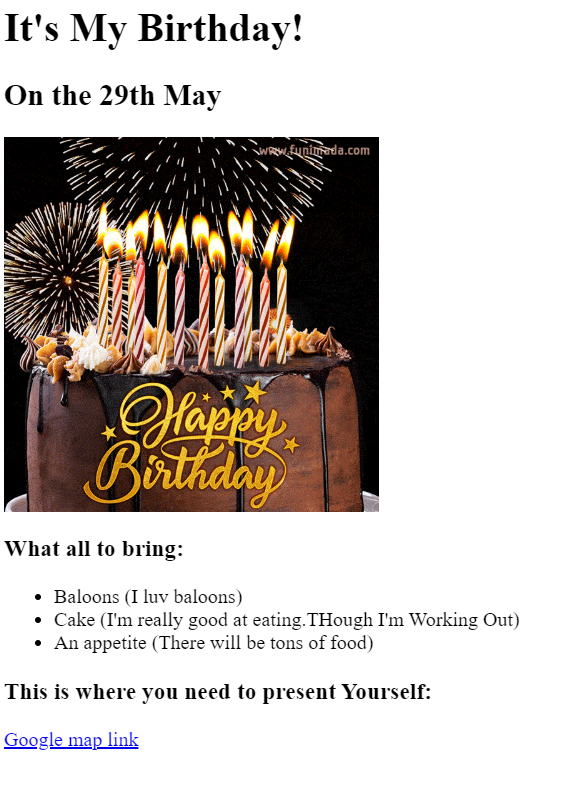 It's My Birthday!
On the 29th May
www.funimada.com
Happy
Birthday
What all to bring:
Baloons (I luv baloons)
Cake (I'm really good at eating.THough I'm Working Out)
An appetite (There will be tons of food)
This is where you need to present Yourself:
Google map link